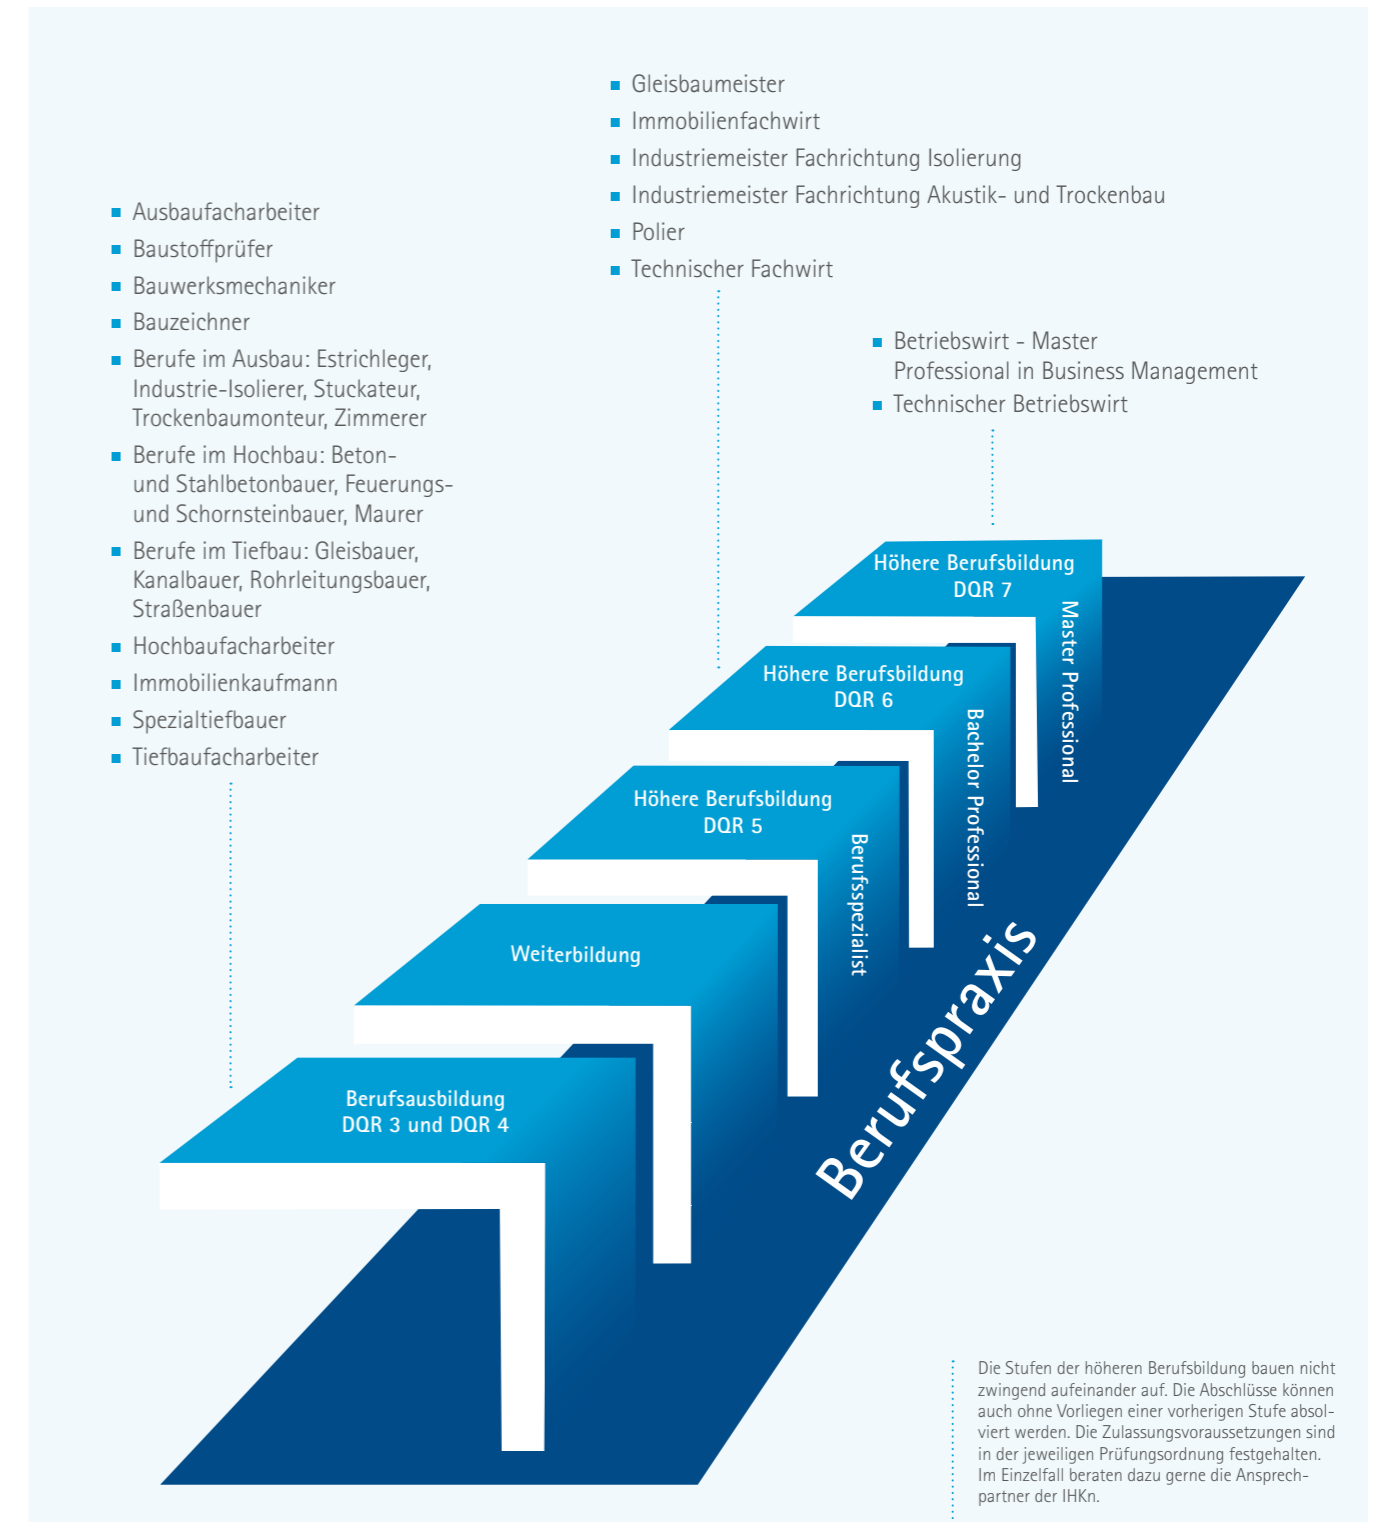 Gleisbaumeister
Immobilienfachwirt
Industriemeister Fachrichtung Isolierung
Industriemeister Fachrichtung Akustik- und Trockenbau
Polier
Technischer Fachwirt
Ausbaufacharbeiter
Baustoffprüfer
Bauwerksmechaniker
Bauzeichner
Berufe im Ausbau: Estrichleger,
Industrie-Isolierer, Stuckateur,
Trockenbaumonteur, Zimmerer
Berufe im Hochbau: Beton-
und Stahlbetonbauer, Feuerungs-
und Schornsteinbauer, Maurer
Berufe im Tiefbau: Gleisbauer,
Kanalbauer, Rohrleitungsbauer,
Straßenbauer
Hochbaufacharbeiter
Immobilienkaufmann
Spezialtiefbauer
Tiefbaufacharbeiter
Betriebswirt - Master
Professional in Business Management
Technischer Betriebswirt
Höhere Berufsbildung
DQR 7
Master Professional
Höhere Berufsbildung
DQR 6
Bachelor Professional
Höhere Berufsbildung
DQR 5
Berufsspezialist
Weiterbildung
Berufsausbildung
DQR 3 und DQR 4
Berufspraxis
Die Stufen der höheren Berufsbildung bauen nicht
zwingend aufeinander auf. Die Abschlüsse können
auch ohne Vorliegen einer vorherigen Stufe absol-
viert werden. Die Zulassungsvoraussetzungen sind
in der jeweiligen Prüfungsordnung festgehalten.
Im Einzelfall beraten dazu gerne die Ansprech-
partner der IHKn.